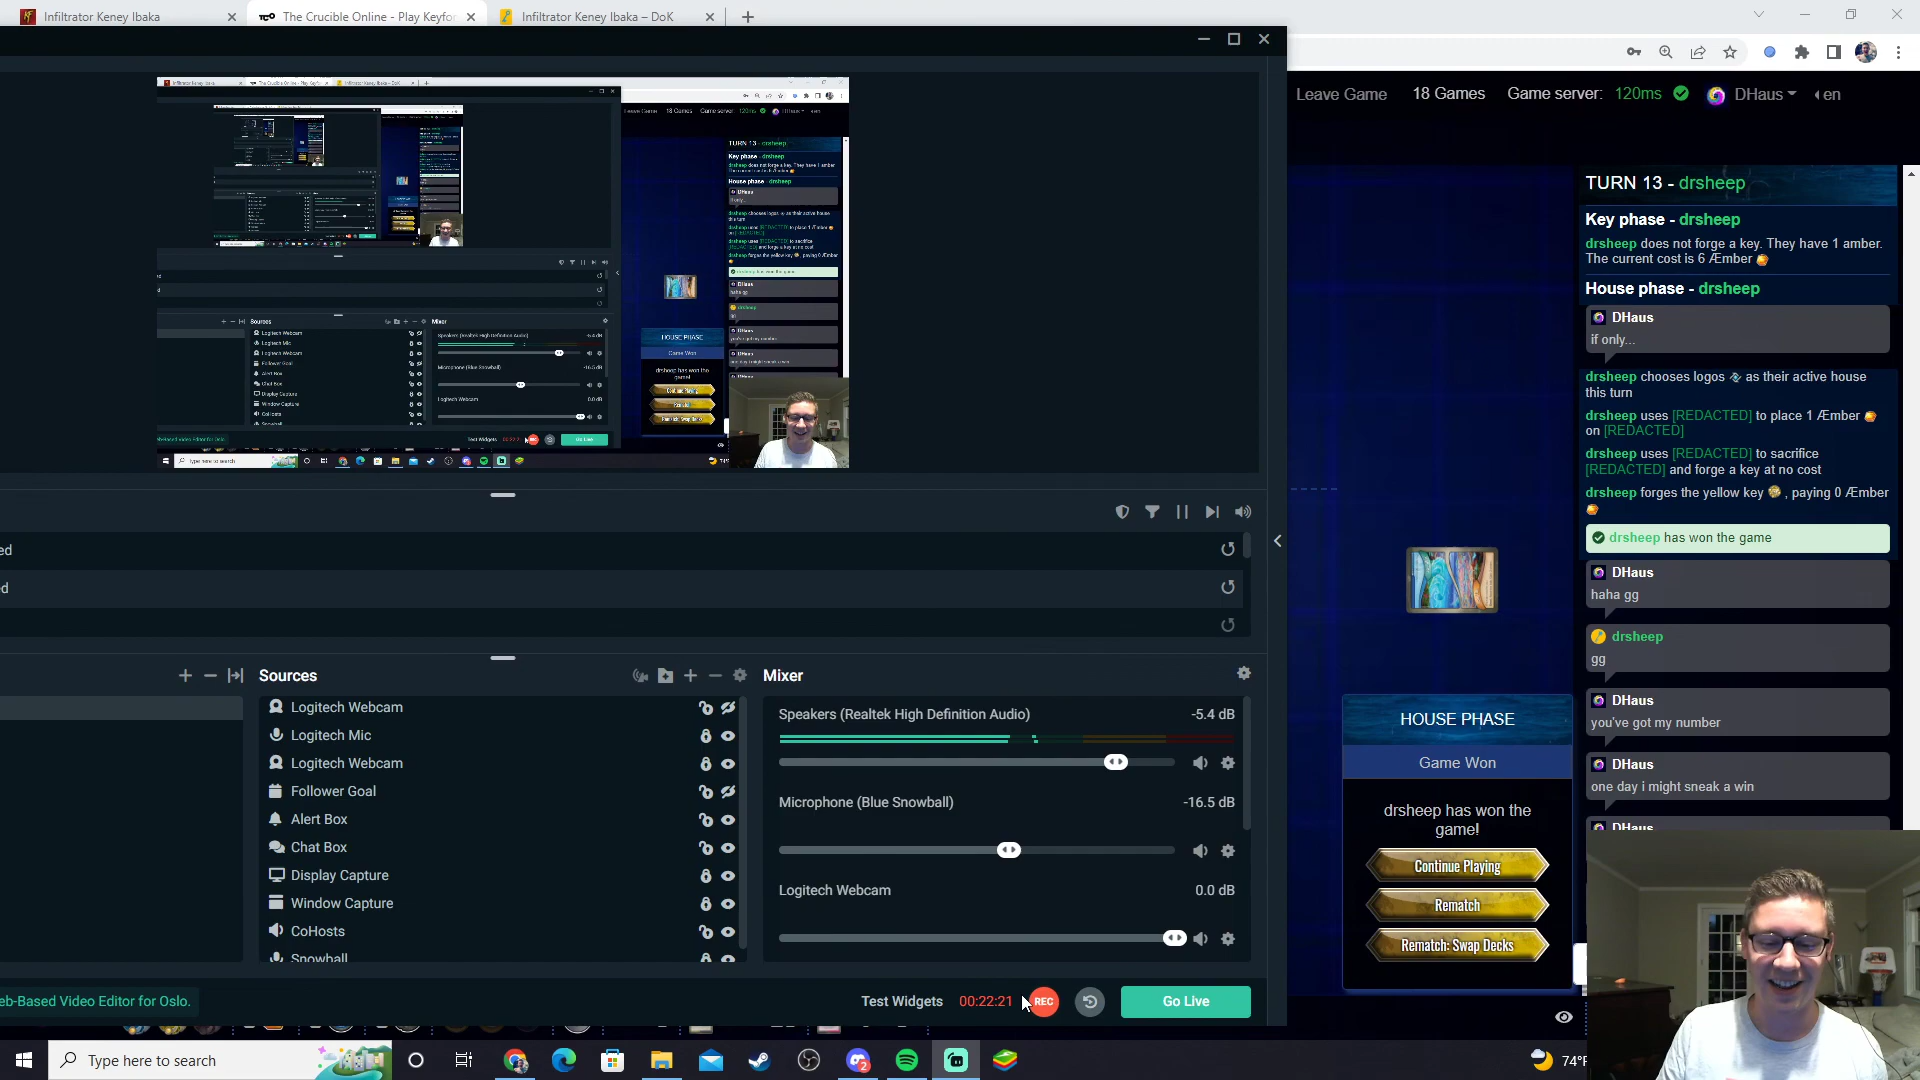 Infiltrator Keney Ibaka
The Crucible Online - Play Keyfor
Infiltrator Keney Ibaka – DoK
Leave Game
18 Games
Game server: 120ms
DHaus
en
TURN 13 - drsheep
Key phase - drsheep
drsheep does not forge a key. They have 1 amber.
The current cost is 6 Æmber
House phase - drsheep
DHaus
if only...
drsheep chooses logos as their active house
this turn
drsheep uses [REDACTED] to place 1 Æmber
on [REDACTED]
drsheep uses [REDACTED] to sacrifice
[REDACTED] and forge a key at no cost
drsheep forges the yellow key , paying 0 Æmber
drsheep has won the game
DHaus
haha gg
drsheep
gg
DHaus
you've got my number
DHaus
one day i might sneak a win
DHaus
HOUSE PHASE
Game Won
drsheep has won the
game!
Continue Playing
Rematch
Rematch: Swap Decks
ed
d
Sources
Logitech Webcam
Logitech Mic
Logitech Webcam
Follower Goal
Alert Box
Chat Box
Display Capture
Window Capture
CoHosts
Snowball
Mixer
Speakers (Realtek High Definition Audio)
-5.4 dB
Microphone (Blue Snowball)
-16.5 dB
Logitech Webcam
0.0 dB
eb-Based Video Editor for Oslo.
Test Widgets
00:22:21
REC
Go Live
Type here to search
74°F